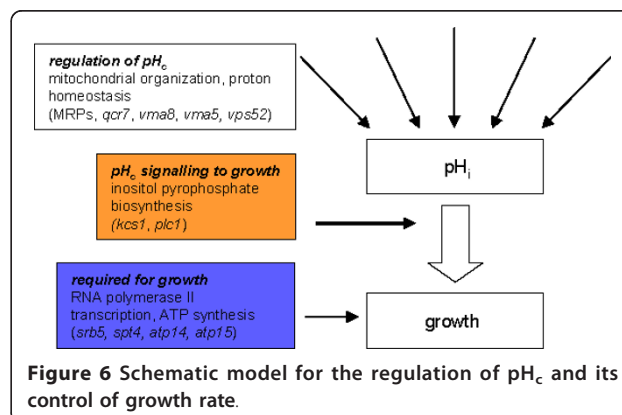 regulation of pHc
mitochondrial organization, proton
homeostasis
(MRPs, qcr7, vma8, vma5, vps52)
pHi
pHc signalling to growth
inositol pyrophosphate
biosynthesis
(kcs1, plc1)
required for growth
RNA polymerase II
transcription, ATP synthesis
(srb5, spt4, atp14, atp15)
growth
Figure 6 Schematic model for the regulation of pHc and its
control of growth rate.